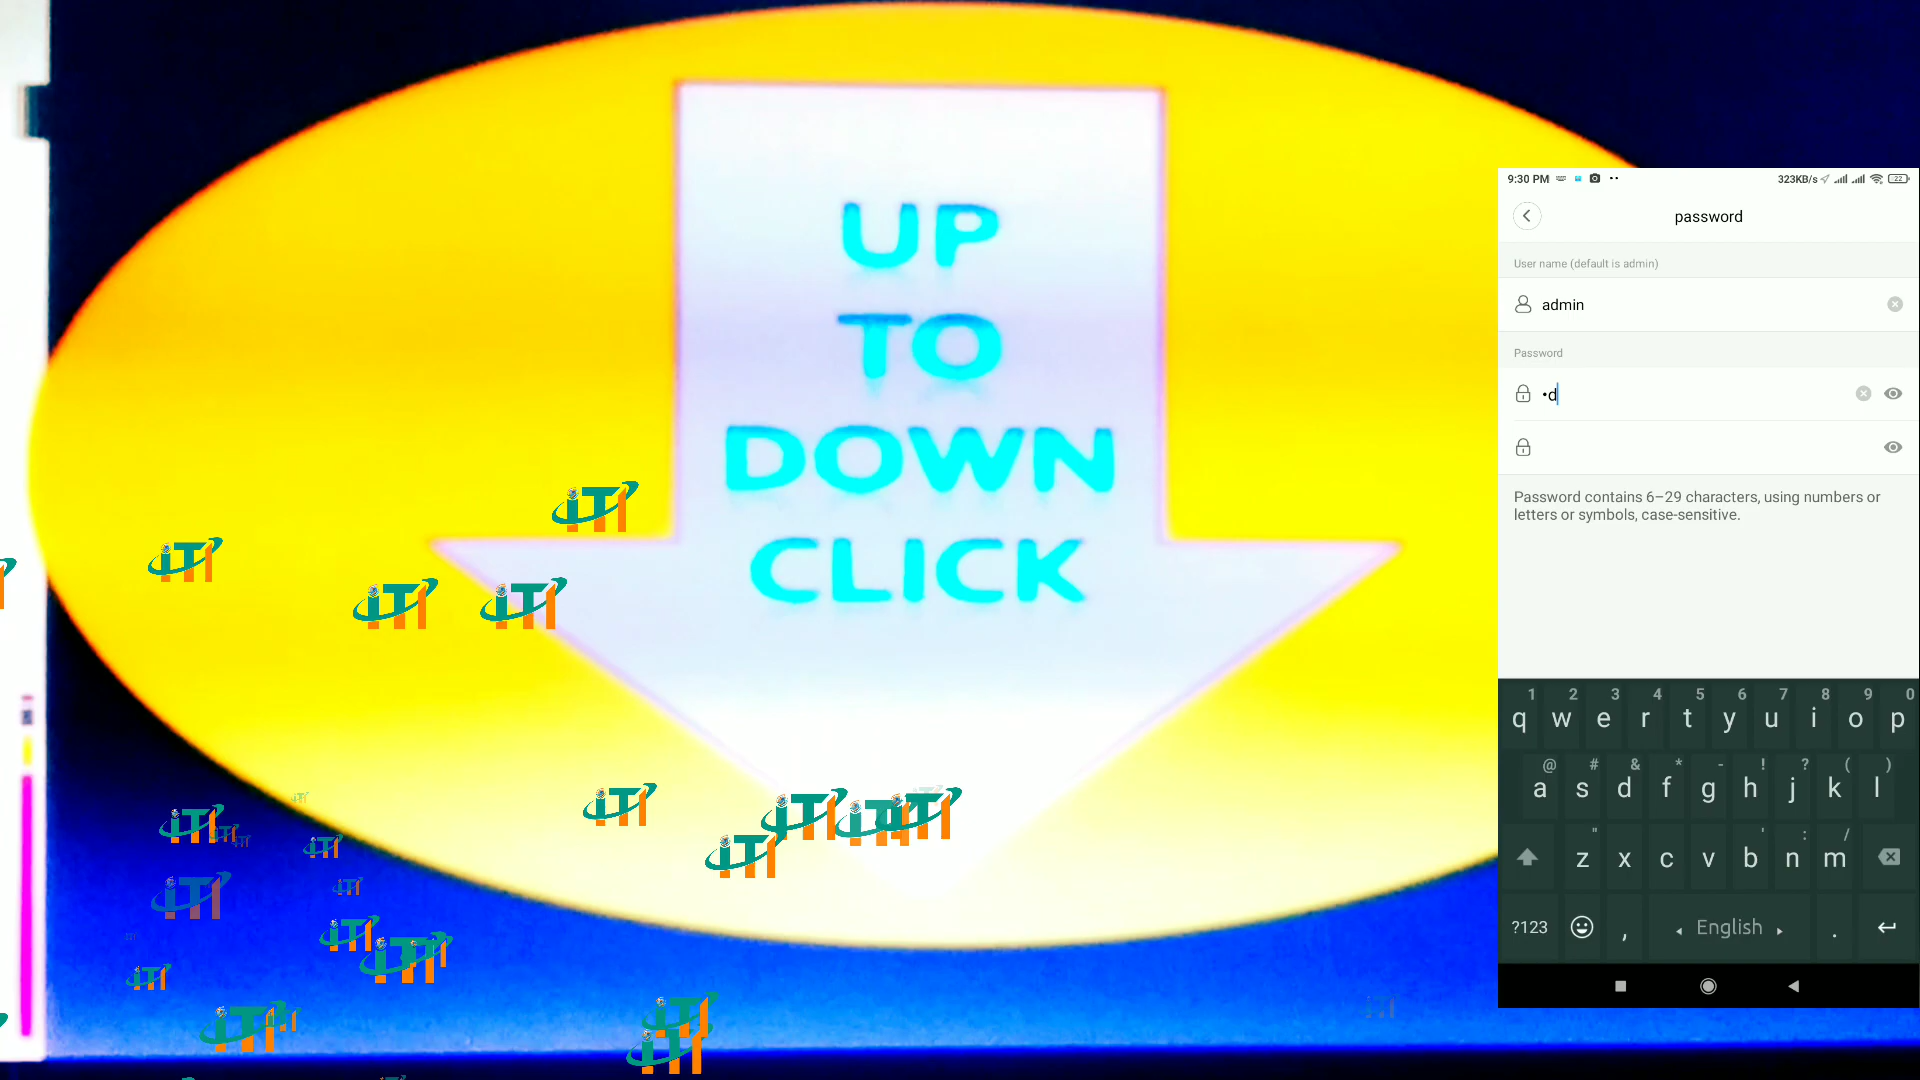 UP
TO
DOWN
CLICK
iTI
9:30 PM
323KB/s
22
password
User name (default is admin)
admin
Password
•d
Password contains 6–29 characters, using numbers or
letters or symbols, case-sensitive.
1 2 3 4 5 6 7 8 9 0
q w e r t y u i o p
@ # & * - ! ? ( )
a s d f g h j k l
" ' : /
z x c v b n m
?123 , English .